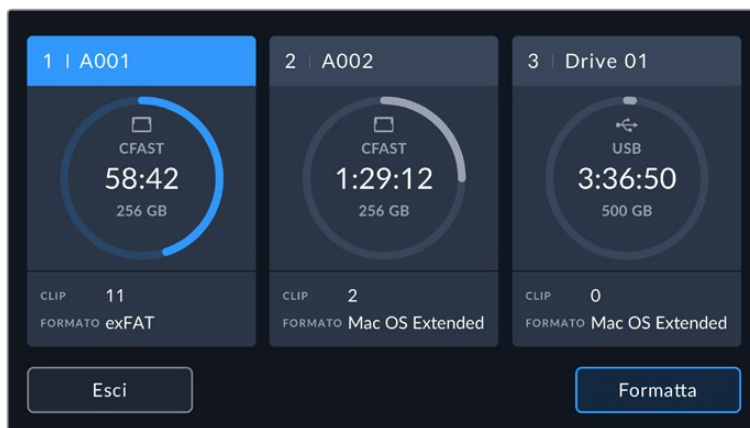 1 | A001
CFAST
58:42
256 GB
CLIP 11
FORMATO exFAT
2 | A002
CFAST
1:29:12
256 GB
CLIP 2
FORMATO Mac OS Extended
3 | Drive 01
USB
3:36:50
500 GB
CLIP 0
FORMATO Mac OS Extended
Esci
Formatta